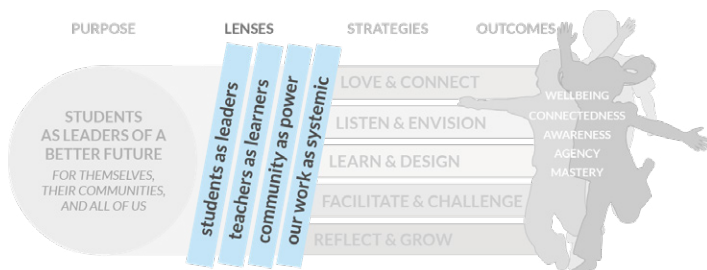 PURPOSE
LENSES
STRATEGIES
OUTCOMES
STUDENTS
AS LEADERS OF A
BETTER FUTURE
FOR THEMSELVES,
THEIR COMMUNITIES,
AND ALL OF US
students as leaders
teachers as learners
community as power
our work as systemic
LOVE & CONNECT
LISTEN & ENVISION
LEARN & DESIGN
FACILITATE & CHALLENGE
REFLECT & GROW
WELLBEING
CONNECTEDNESS
AWARENESS
AGENCY
MASTERY